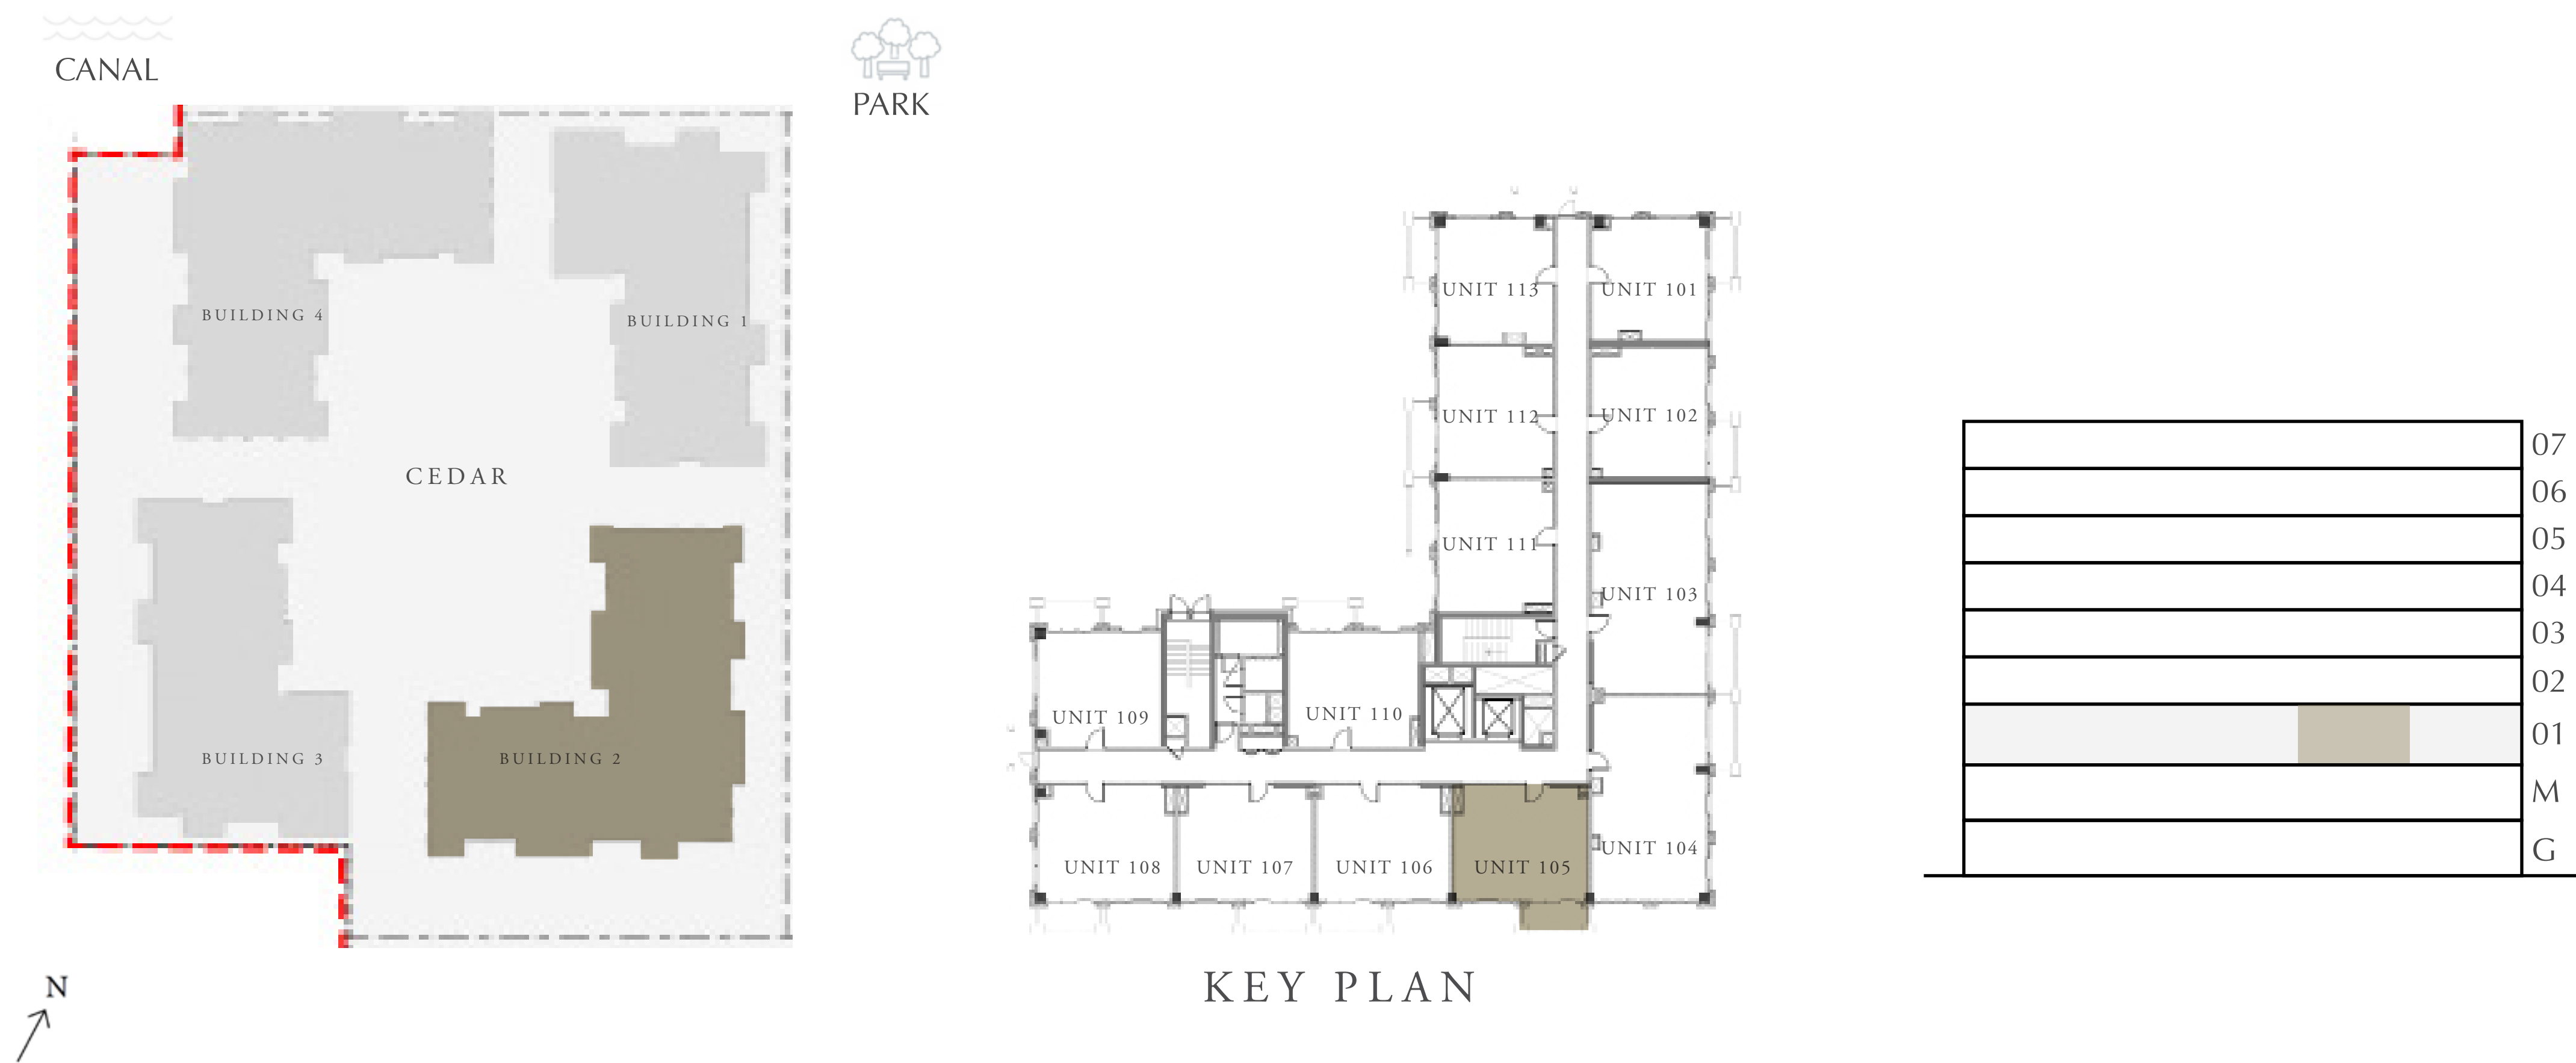 CANAL
PARK
BUILDING 4
BUILDING 1
CEDAR
BUILDING 3
BUILDING 2
N
UNIT 113
UNIT 101
UNIT 112
UNIT 102
UNIT 111
UNIT 103
UNIT 109
UNIT 110
UNIT 108
UNIT 107
UNIT 106
UNIT 105
UNIT 104
KEY PLAN
07
06
05
04
03
02
01
M
G